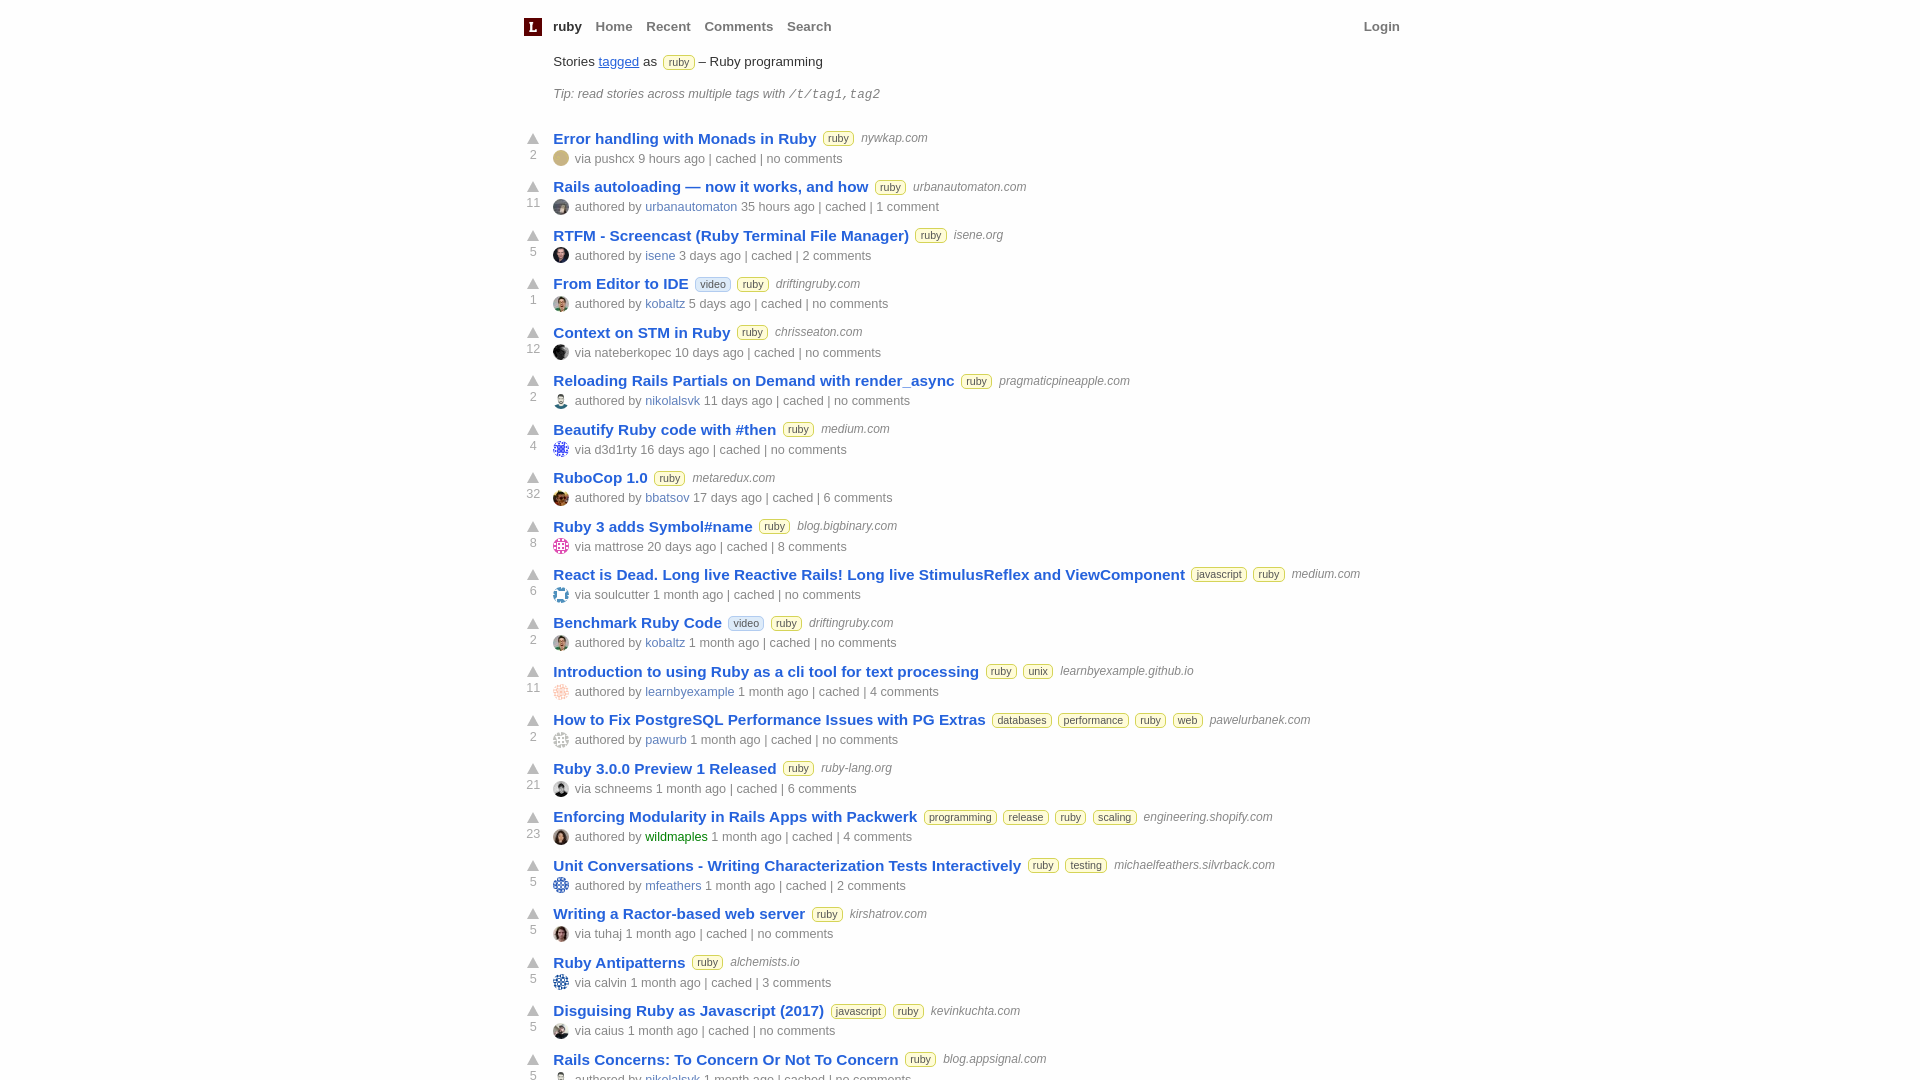 L ruby Home Recent Comments Search Login
Stories tagged as ruby – Ruby programming
Tip: read stories across multiple tags with /t/tag1,tag2
Error handling with Monads in Ruby ruby nywkap.com
2 via pushcx 9 hours ago | cached | no comments
Rails autoloading — now it works, and how ruby urbanautomaton.com
11 authored by urbanautomaton 35 hours ago | cached | 1 comment
RTFM - Screencast (Ruby Terminal File Manager) ruby isene.org
5 authored by isene 3 days ago | cached | 2 comments
From Editor to IDE video ruby driftingruby.com
1 authored by kobaltz 5 days ago | cached | no comments
Context on STM in Ruby ruby chrisseaton.com
12 via nateberkopec 10 days ago | cached | no comments
Reloading Rails Partials on Demand with render_async ruby pragmaticpineapple.com
2 authored by nikolalsvk 11 days ago | cached | no comments
Beautify Ruby code with #then ruby medium.com
4 via d3d1rty 16 days ago | cached | no comments
RuboCop 1.0 ruby metaredux.com
32 authored by bbatsov 17 days ago | cached | 6 comments
Ruby 3 adds Symbol#name ruby blog.bigbinary.com
8 via mattrose 20 days ago | cached | 8 comments
React is Dead. Long live Reactive Rails! Long live StimulusReflex and ViewComponent javascript ruby medium.com
6 via soulcutter 1 month ago | cached | no comments
Benchmark Ruby Code video ruby driftingruby.com
2 authored by kobaltz 1 month ago | cached | no comments
Introduction to using Ruby as a cli tool for text processing ruby unix learnbyexample.github.io
11 authored by learnbyexample 1 month ago | cached | 4 comments
How to Fix PostgreSQL Performance Issues with PG Extras databases performance ruby web pawelurbanek.com
2 authored by pawurb 1 month ago | cached | no comments
Ruby 3.0.0 Preview 1 Released ruby ruby-lang.org
21 via schneems 1 month ago | cached | 6 comments
Enforcing Modularity in Rails Apps with Packwerk programming release ruby scaling engineering.shopify.com
23 authored by wildmaples 1 month ago | cached | 4 comments
Unit Conversations - Writing Characterization Tests Interactively ruby testing michaelfeathers.silvrback.com
5 authored by mfeathers 1 month ago | cached | 2 comments
Writing a Ractor-based web server ruby kirshatrov.com
5 via tuhaj 1 month ago | cached | no comments
Ruby Antipatterns ruby alchemists.io
5 via calvin 1 month ago | cached | 3 comments
Disguising Ruby as Javascript (2017) javascript ruby kevinkuchta.com
5 via caius 1 month ago | cached | no comments
Rails Concerns: To Concern Or Not To Concern ruby blog.appsignal.com
5 authored by nikolalsvk 1 month ago | cached | no comments